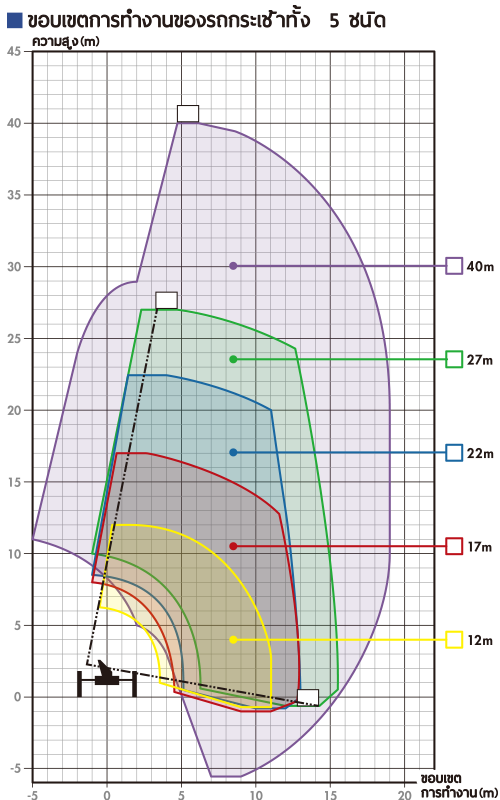 ขอบเขตการทำงานของรถกระเช้าทั้ง 5 ชนิด
ความสูง (m)
45
40
35
30
25
20
15
10
5
0
-5
40m
27m
22m
17m
12m
-5
0
5
10
15
20
ขอบเขต
การทำงาน (m)